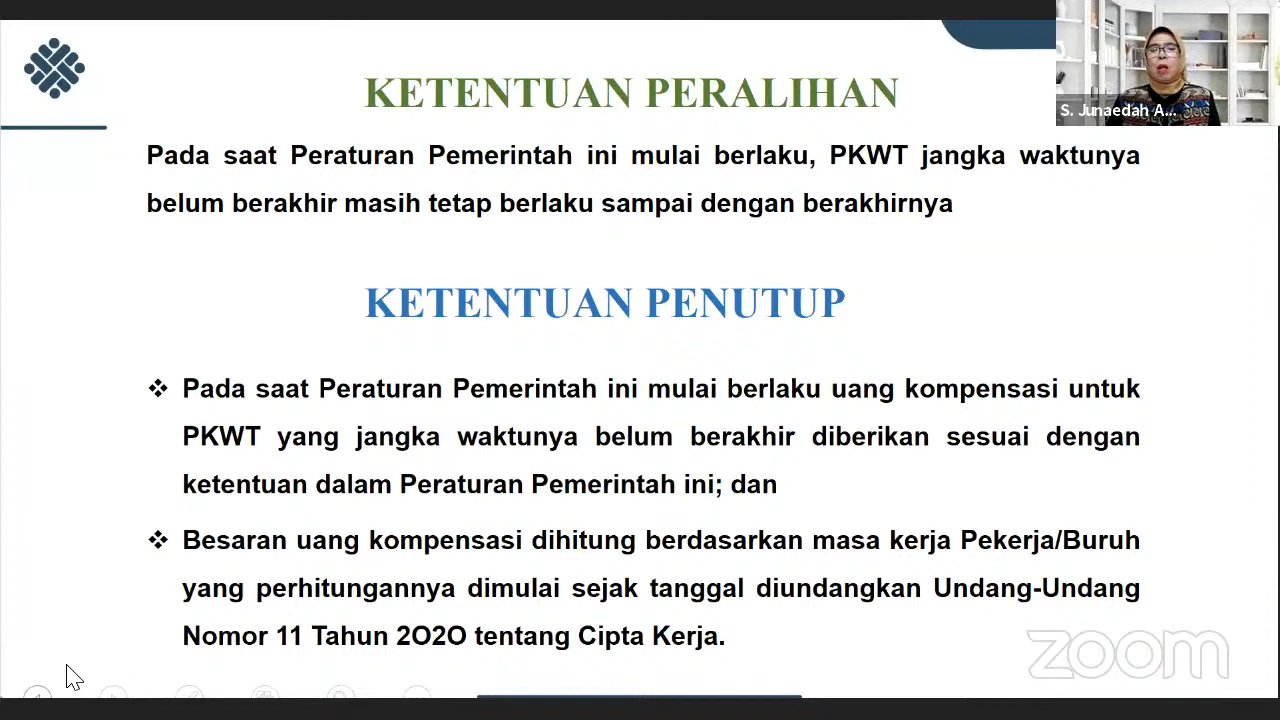 KETENTUAN PERALIHAN
S. Junaedah A...
Pada saat Peraturan Pemerintah ini mulai berlaku, PKWT jangka waktunya
belum berakhir masih tetap berlaku sampai dengan berakhirnya
KETENTUAN PENUTUP
❖ Pada saat Peraturan Pemerintah ini mulai berlaku uang kompensasi untuk
PKWT yang jangka waktunya belum berakhir diberikan sesuai dengan
ketentuan dalam Peraturan Pemerintah ini; dan
❖ Besaran uang kompensasi dihitung berdasarkan masa kerja Pekerja/Buruh
yang perhitungannya dimulai sejak tanggal diundangkan Undang-Undang
Nomor 11 Tahun 2O2O tentang Cipta Kerja.
zoom